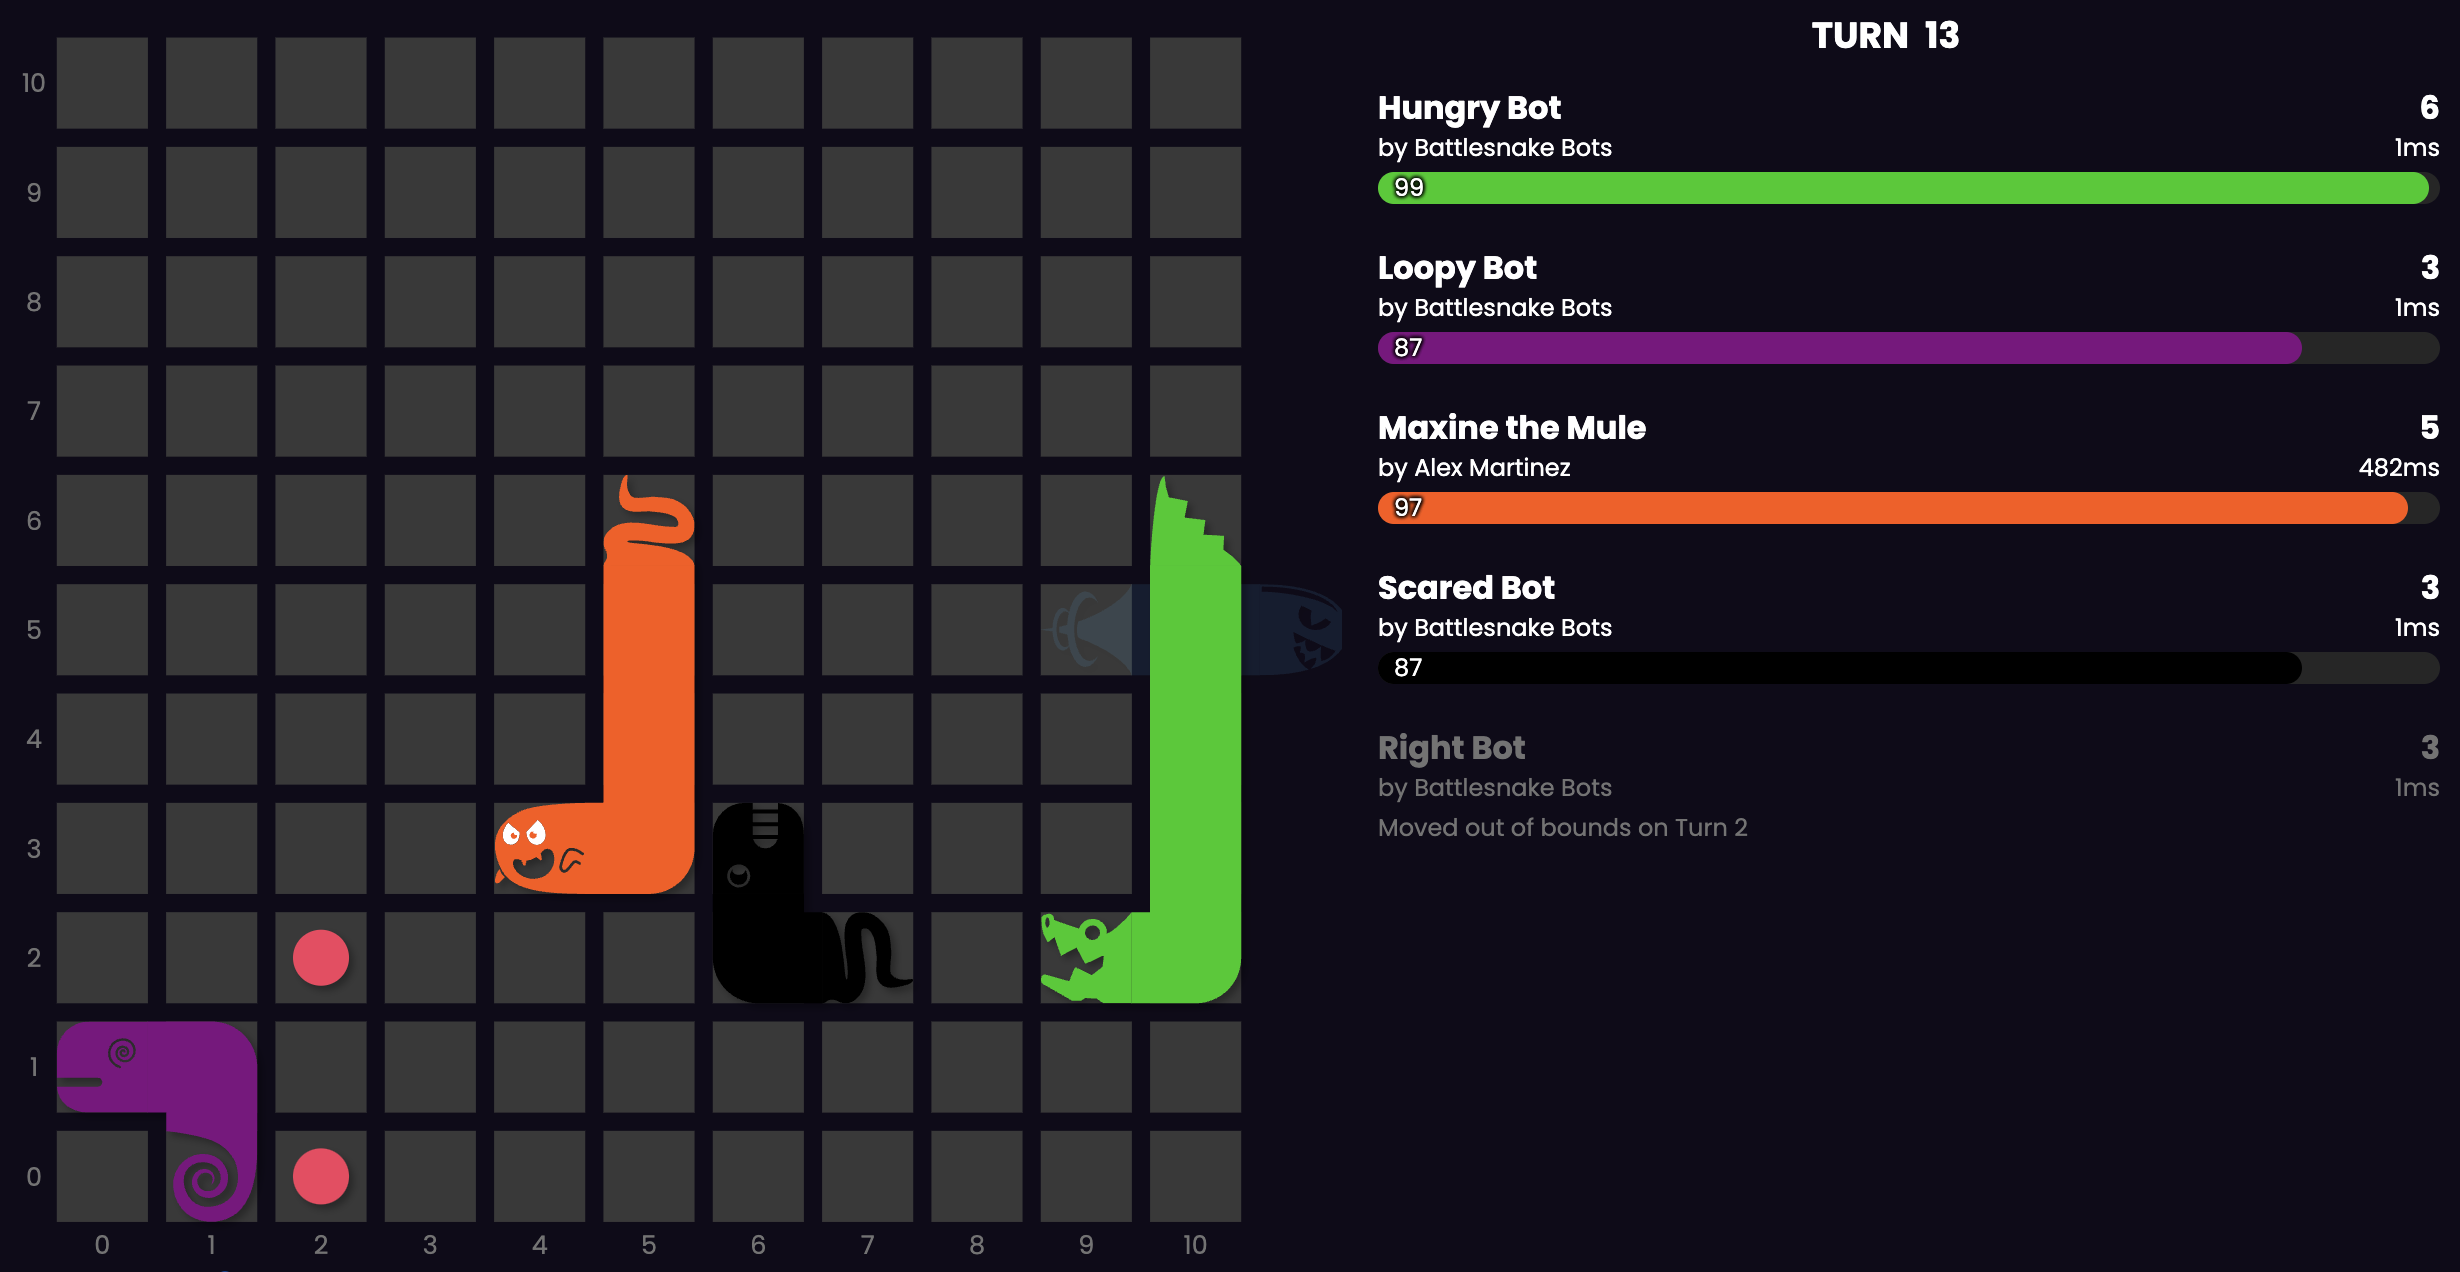 TURN 13
Hungry Bot 6
by Battlesnake Bots 1ms
99
Loopy Bot 3
by Battlesnake Bots 1ms
87
Maxine the Mule 5
by Alex Martinez 482ms
97
Scared Bot 3
by Battlesnake Bots 1ms
87
Right Bot 3
by Battlesnake Bots 1ms
Moved out of bounds on Turn 2
10
9
8
7
6
5
4
3
2
1
0
0 1 2 3 4 5 6 7 8 9 10